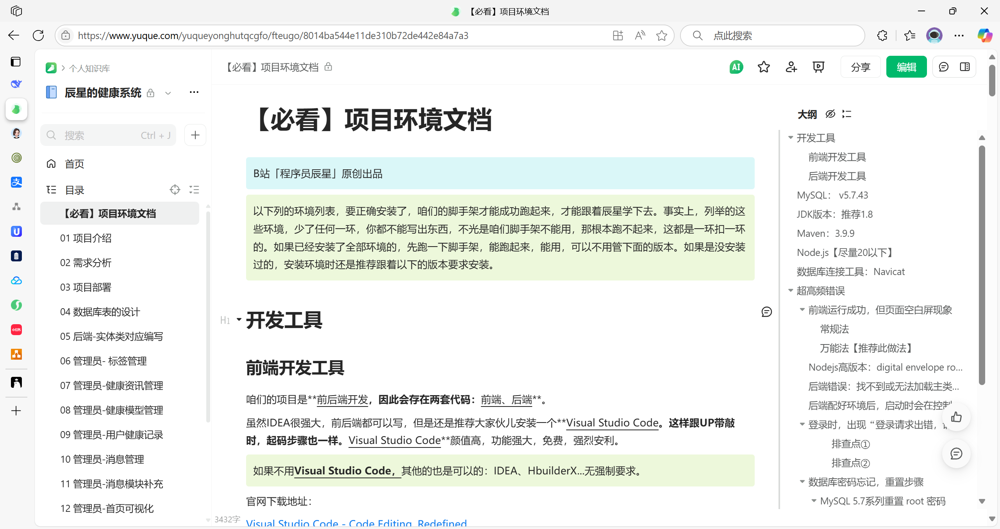 【必看】项目环境文档
https://www.yuque.com/yuqueyonghutqcgfo/fteugo/8014ba544e11de310b72de442e84a7a3
点此搜索
个人知识库
辰星的健康系统
搜索
Ctrl + J
首页
目录
【必看】项目环境文档
01 项目介绍
02 需求分析
03 项目部署
04 数据库表的设计
05 后端-实体类对应编写
06 管理员- 标签管理
07 管理员-健康资讯管理
08 管理员-健康模型管理
09 管理员-用户健康记录
10 管理员-消息管理
11 管理员-消息模块补充
12 管理员-首页可视化
【必看】项目环境文档
AI
分享
编辑
【必看】项目环境文档
B站「程序员辰星」原创出品
以下列的环境列表，要正确安装了，咱们的脚手架才能成功跑起来，才能跟着辰星学下去。事实上，列举的这
些环境，少了任何一环，你都不能写出东西，不光是咱们脚手架不能用，那根本跑不起来，这都是一环扣一环
的。如果已经安装了全部环境的，先跑一下脚手架，能跑起来，能用，可以不用管下面的版本。如果是没安装
过的，安装环境时还是推荐跟着以下的版本要求安装。
H1
开发工具
前端开发工具
咱们的项目是**前后端开发，因此会存在两套代码：前端、后端**。
虽然IDEA很强大，前后端都可以写，但是还是推荐大家伙儿安装一个**Visual Studio Code。这样跟UP带敲
时，起码步骤也一样。Visual Studio Code**颜值高，功能强大，免费，强烈安利。
如果不用Visual Studio Code，其他的也是可以的：IDEA、HbuilderX...无强制要求。
官网下载地址：
Visual Studio Code - Code Editing. Redefined
3432字
大纲
开发工具
前端开发工具
后端开发工具
MySQL： v5.7.43
JDK版本：推荐1.8
Maven：3.9.9
Node.js【尽量20以下】
数据库连接工具：Navicat
超高频错误
前端运行成功，但页面空白屏现象
常规法
万能法【推荐此做法】
Nodejs高版本：digital envelope ro...
后端错误：找不到或无法加载主类...
后端配好环境后，启动时会在控制
登录时，出现“登录请求出错，
排查点①
排查点②
数据库密码忘记，重置步骤
MySQL 5.7系列重置 root 密码
支
U
小红书